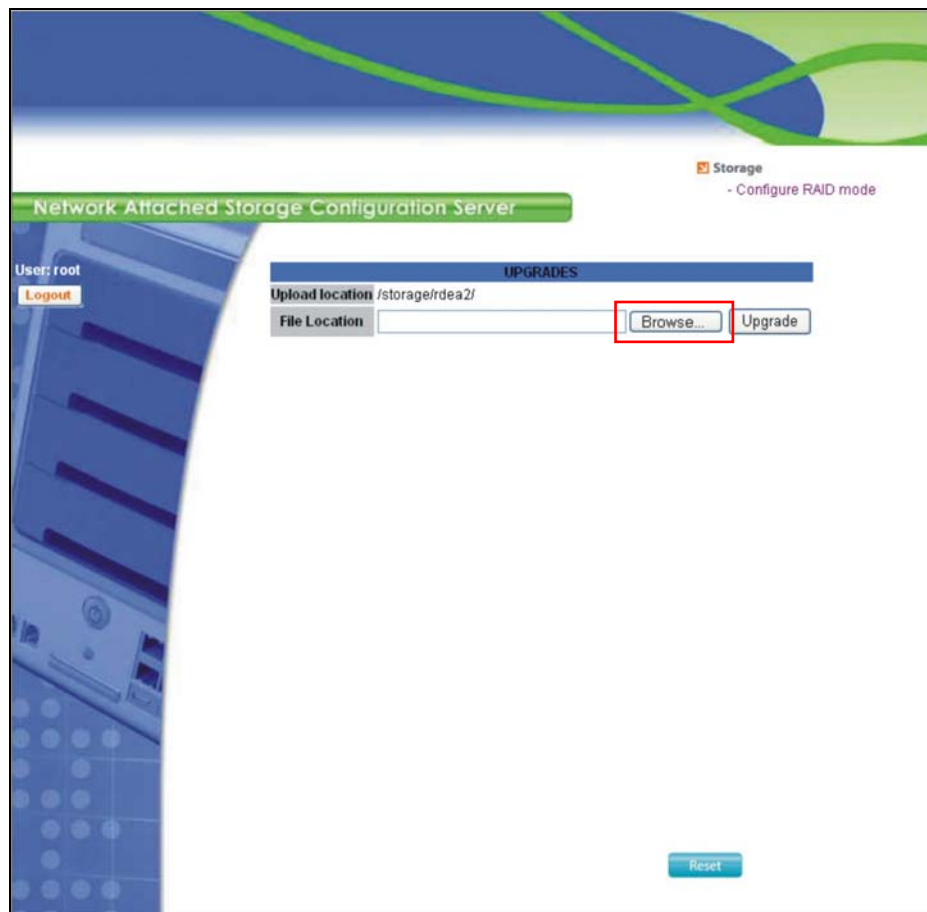 Storage
- Configure RAID mode
Network Attached Storage Configuration Server
User: root
Logout
UPGRADES
Upload location /storage/rdea2/
File Location Browse... Upgrade
Reset